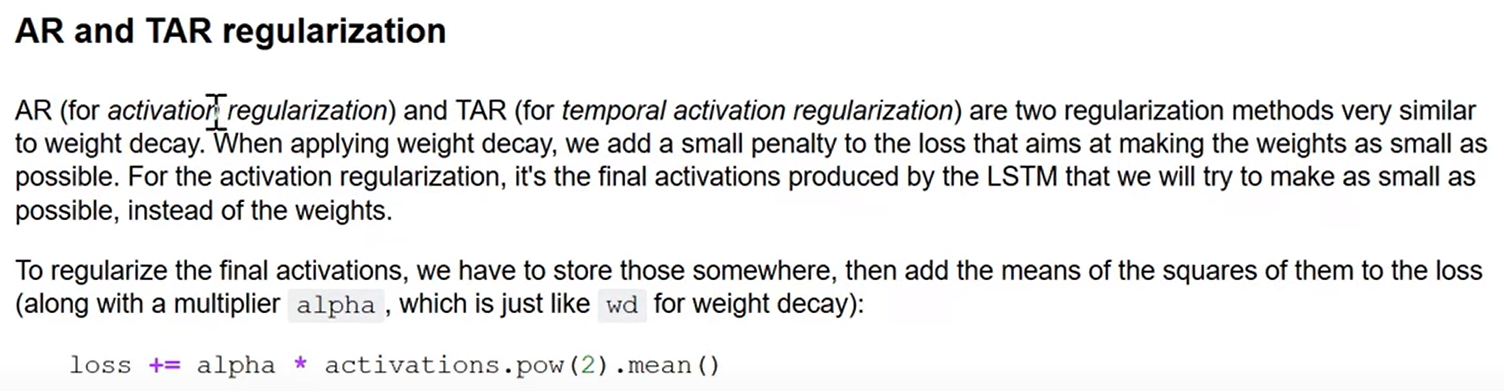 AR and TAR regularization
AR (for activation regularization) and TAR (for temporal activation regularization) are two regularization methods very similar
to weight decay. When applying weight decay, we add a small penalty to the loss that aims at making the weights as small as
possible. For the activation regularization, it's the final activations produced by the LSTM that we will try to make as small as
possible, instead of the weights.
To regularize the final activations, we have to store those somewhere, then add the means of the squares of them to the loss
(along with a multiplier alpha , which is just like wd for weight decay):
loss += alpha * activations.pow(2).mean()